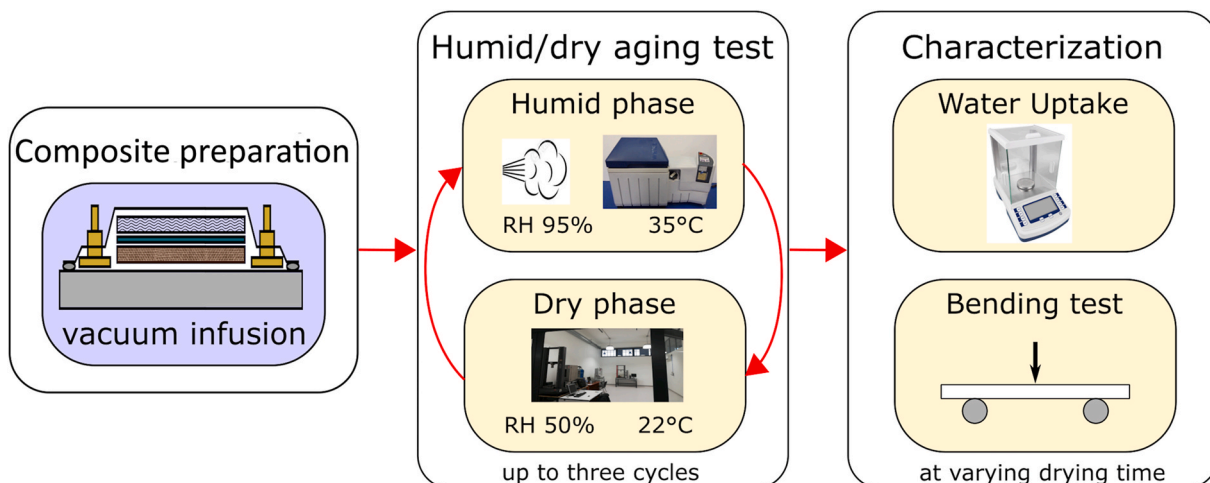 Composite preparation
vacuum infusion
Humid/dry aging test
Humid phase
RH 95% 35°C
Dry phase
RH 50% 22°C
up to three cycles
Characterization
Water Uptake
Bending test
at varying drying time